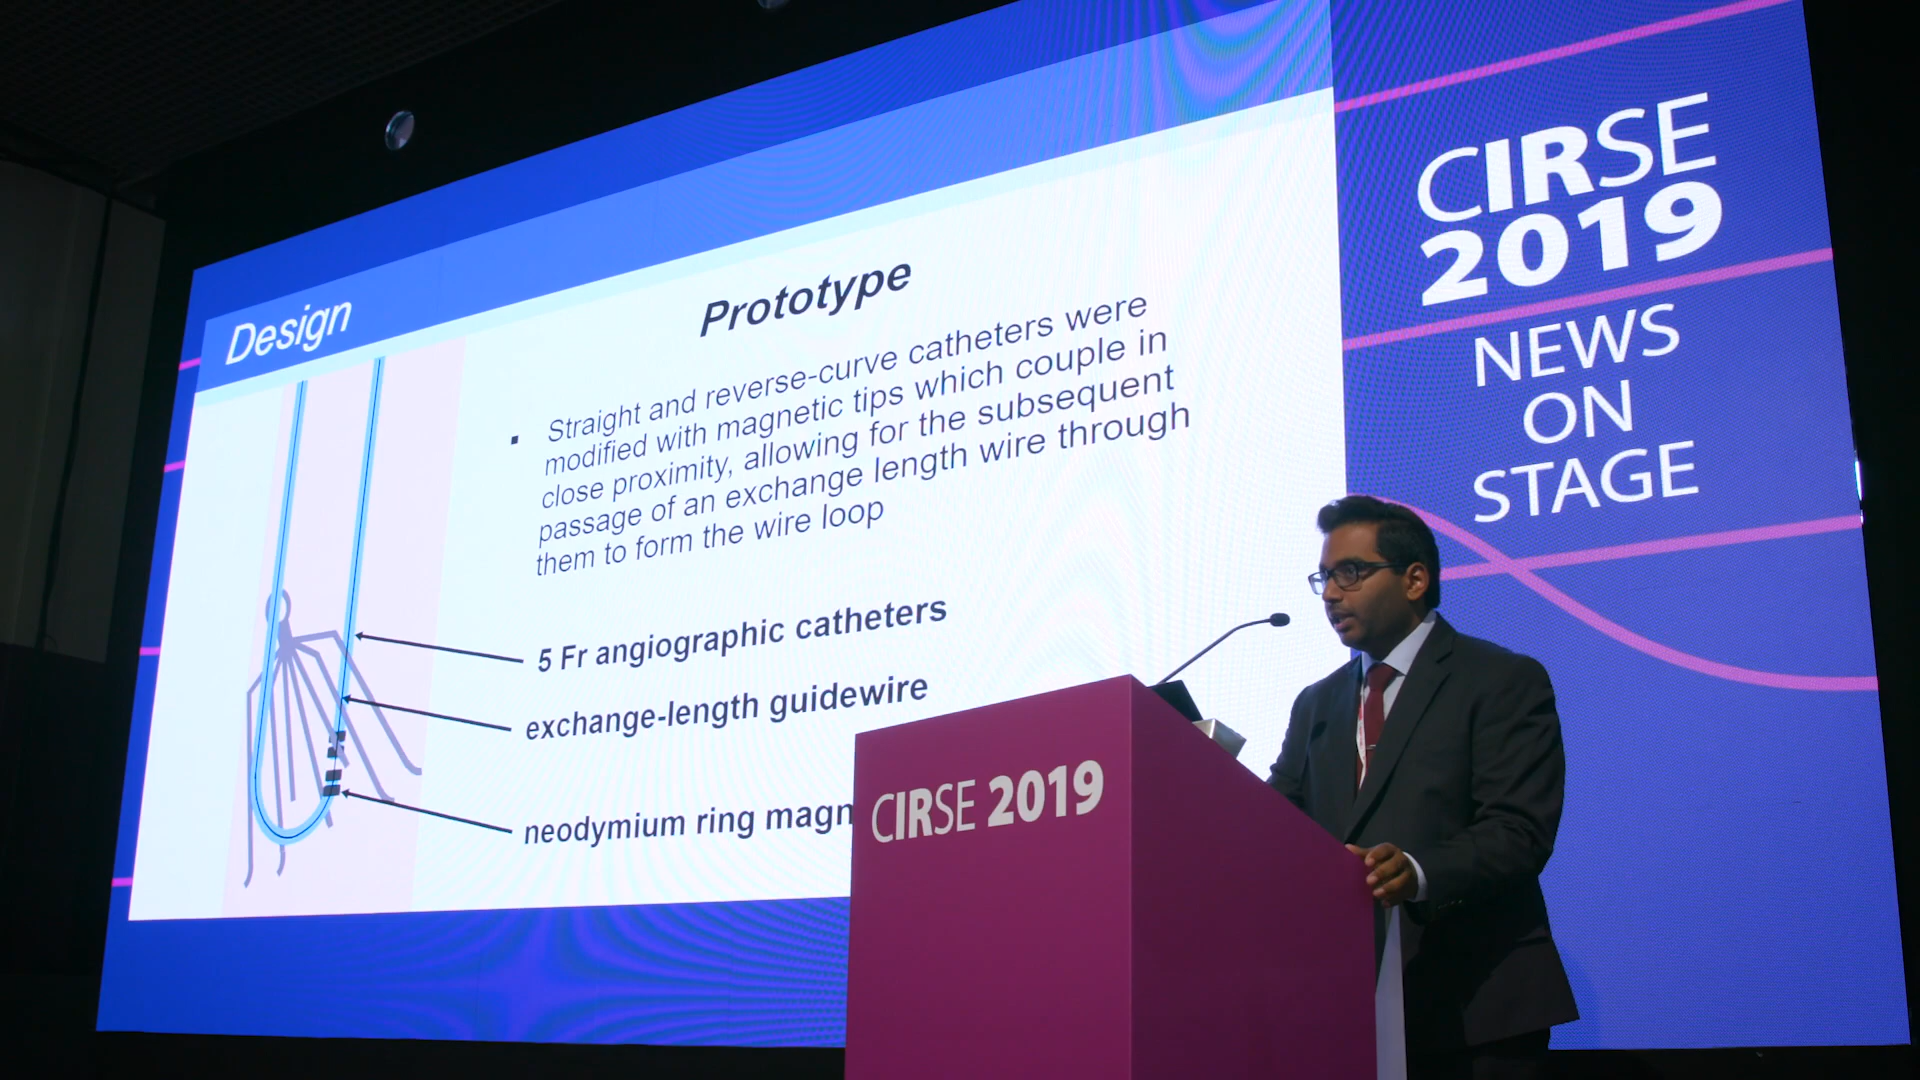 Design
Prototype
▪ Straight and reverse-curve catheters were
modified with magnetic tips which couple in
close proximity, allowing for the subsequent
passage of an exchange length wire through
them to form the wire loop
5 Fr angiographic catheters
exchange-length guidewire
neodymium ring magn
CIRSE
2019
NEWS
ON
STAGE
CIRSE 2019